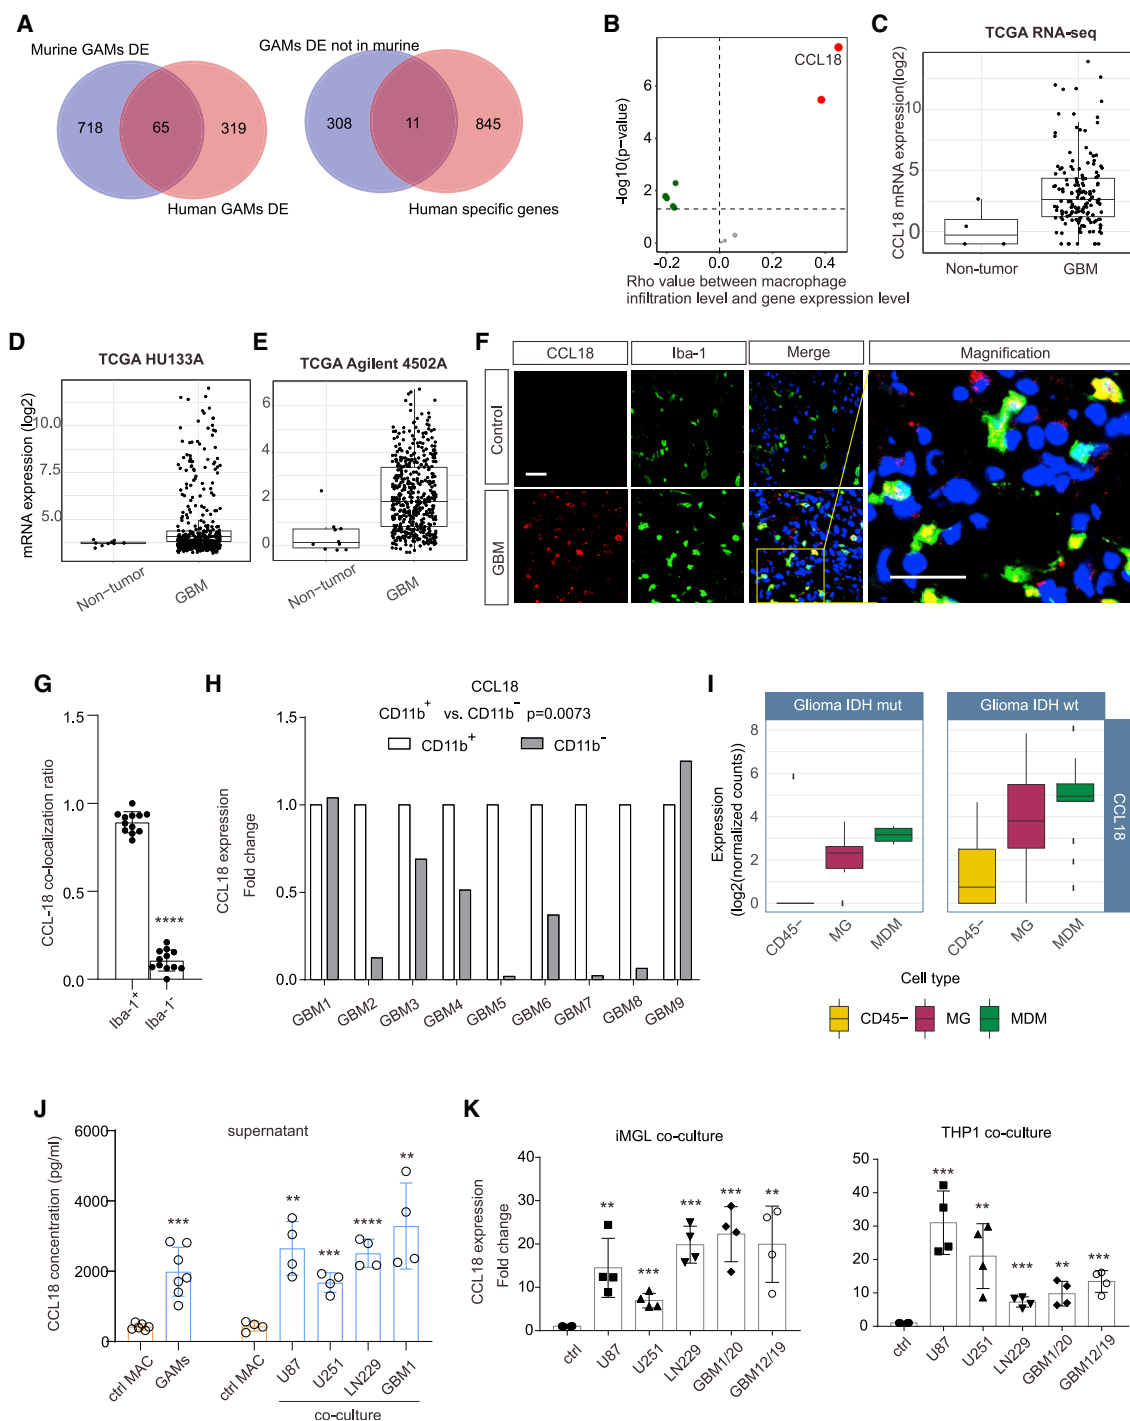 A
Murine GAMs DE
718
65
319
Human GAMs DE
GAMs DE not in murine
308
11
845
Human specific genes
B
CCL18
-log10(p-value)
6
4
2
0
-0.2
0.0
0.2
0.4
Rho value between macrophage
infiltration level and gene expression level
C
TCGA RNA-seq
CCL18 mRNA expression(log2)
10
5
0
Non-tumor
GBM
D
TCGA HU133A
mRNA expression (log2)
10.0
7.5
5.0
Non-tumor
GBM
E
TCGA Agilent 4502A
6
4
2
0
Non-tumor
GBM
F
CCL18
Iba-1
Merge
Magnification
Control
GBM
G
CCL-18 co-localization ratio
1.5
1.0
0.5
0.0
****
Iba-1+
Iba-1-
H
CCL18
CD11b+ vs. CD11b- p=0.0073
CD11b+
CD11b-
CCL18 expression
Fold change
1.5
1.0
0.5
0.0
GBM1
GBM2
GBM3
GBM4
GBM5
GBM6
GBM7
GBM8
GBM9
I
Glioma IDH mut
Glioma IDH wt
CCL18
Expression
(log2(normalized counts))
8
6
4
2
0
CD45-
MG
MDM
CD45-
MG
MDM
Cell type
CD45-
MG
MDM
J
supernatant
CCL18 concentration (pg/ml)
6000
4000
2000
0
***
**
***
****
**
ctrl MAC
GAMs
ctrl MAC
U87
U251
LN229
GBM1
co-culture
K
iMGL co-culture
CCL18 expression
Fold change
40
30
20
10
0
**
***
***
***
**
ctrl
U87
U251
LN229
GBM1/20
GBM12/19
THP1 co-culture
50
40
30
20
10
0
***
**
***
**
***
ctrl
U87
U251
LN229
GBM1/20
GBM12/19